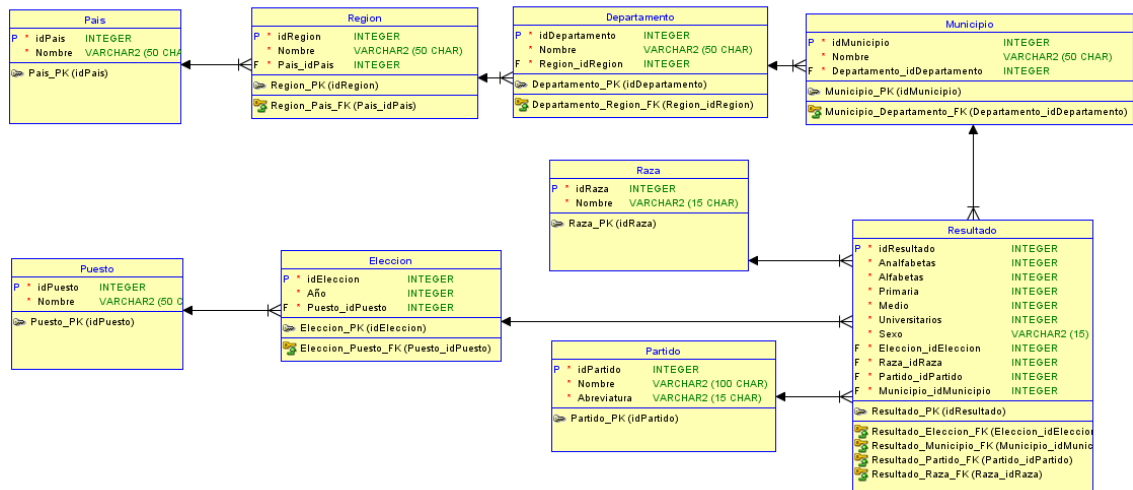 Pais
P * idPais INTEGER
* Nombre VARCHAR2 (50 CHA
Pais_PK (idPais)
Region
P * idRegion INTEGER
* Nombre VARCHAR2 (50 CHAR)
F * Pais_idPais INTEGER
Region_PK (idRegion)
Region_Pais_FK (Pais_idPais)
Departamento
P * idDepartamento INTEGER
* Nombre VARCHAR2 (50 CHAR)
F * Region_idRegion INTEGER
Departamento_PK (idDepartamento)
Departamento_Region_FK (Region_idRegion)
Municipio
P * idMunicipio INTEGER
* Nombre VARCHAR2 (50 CHAR)
F * Departamento_idDepartamento INTEGER
Municipio_PK (idMunicipio)
Municipio_Departamento_FK (Departamento_idDepartamento)
Raza
P * idRaza INTEGER
* Nombre VARCHAR2 (15 CHAR)
Raza_PK (idRaza)
Puesto
P * idPuesto INTEGER
* Nombre VARCHAR2 (50 C
Puesto_PK (idPuesto)
Eleccion
P * idEleccion INTEGER
* Año INTEGER
F * Puesto_idPuesto INTEGER
Eleccion_PK (idEleccion)
Eleccion_Puesto_FK (Puesto_idPuesto)
Partido
P * idPartido INTEGER
* Nombre VARCHAR2 (100 CHAR)
* Abreviatura VARCHAR2 (15 CHAR)
Partido_PK (idPartido)
Resultado
P * idResultado INTEGER
* Analfabetas INTEGER
* Alfabetas INTEGER
* Primaria INTEGER
* Medio INTEGER
* Universitarios INTEGER
* Sexo VARCHAR2 (15)
F * Eleccion_idEleccion INTEGER
F * Raza_idRaza INTEGER
F * Partido_idPartido INTEGER
F * Municipio_idMunicipio INTEGER
Resultado_PK (idResultado)
Resultado_Eleccion_FK (Eleccion_idEleccion
Resultado_Municipio_FK (Municipio_idMunic
Resultado_Partido_FK (Partido_idPartido)
Resultado_Raza_FK (Raza_idRaza)